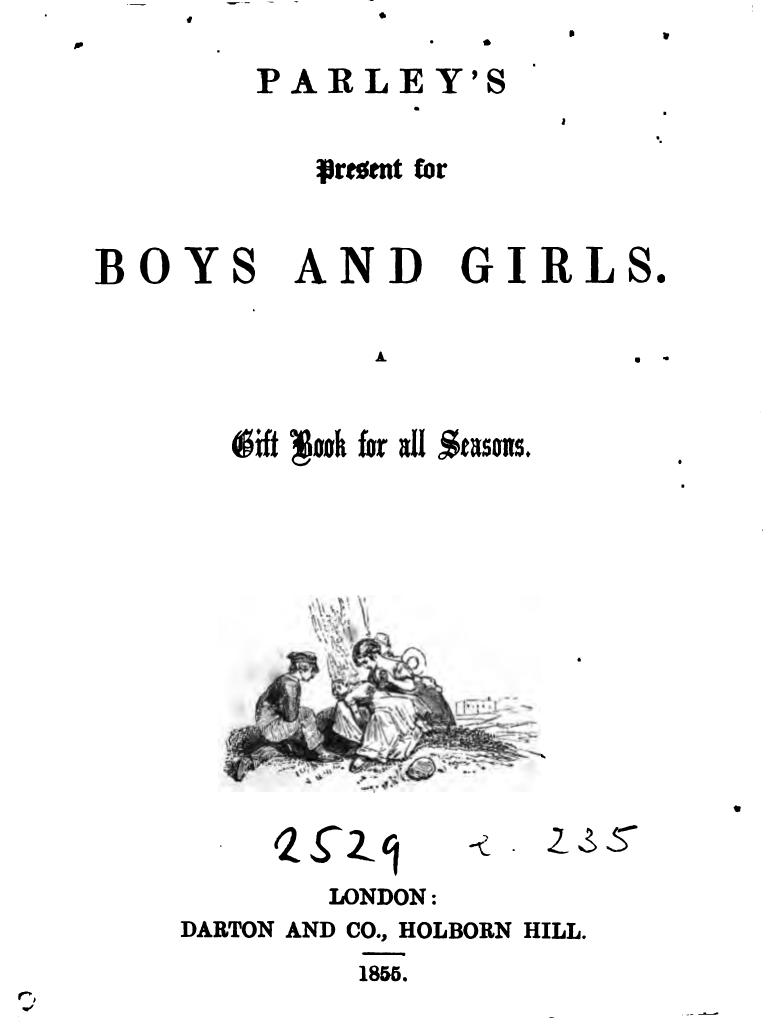 PARLEY'S
Present for
BOYS AND GIRLS.
A
Gift Book for all Seasons.
2529 e. 235
LONDON:
DARTON AND CO., HOLBORN HILL.
1855.